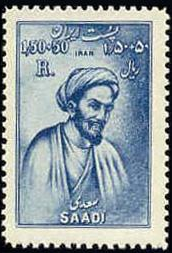 پست ایران
1/50+50 IRAN ۱/۵۰+۵۰
R. ریال
سعدی
SAADI